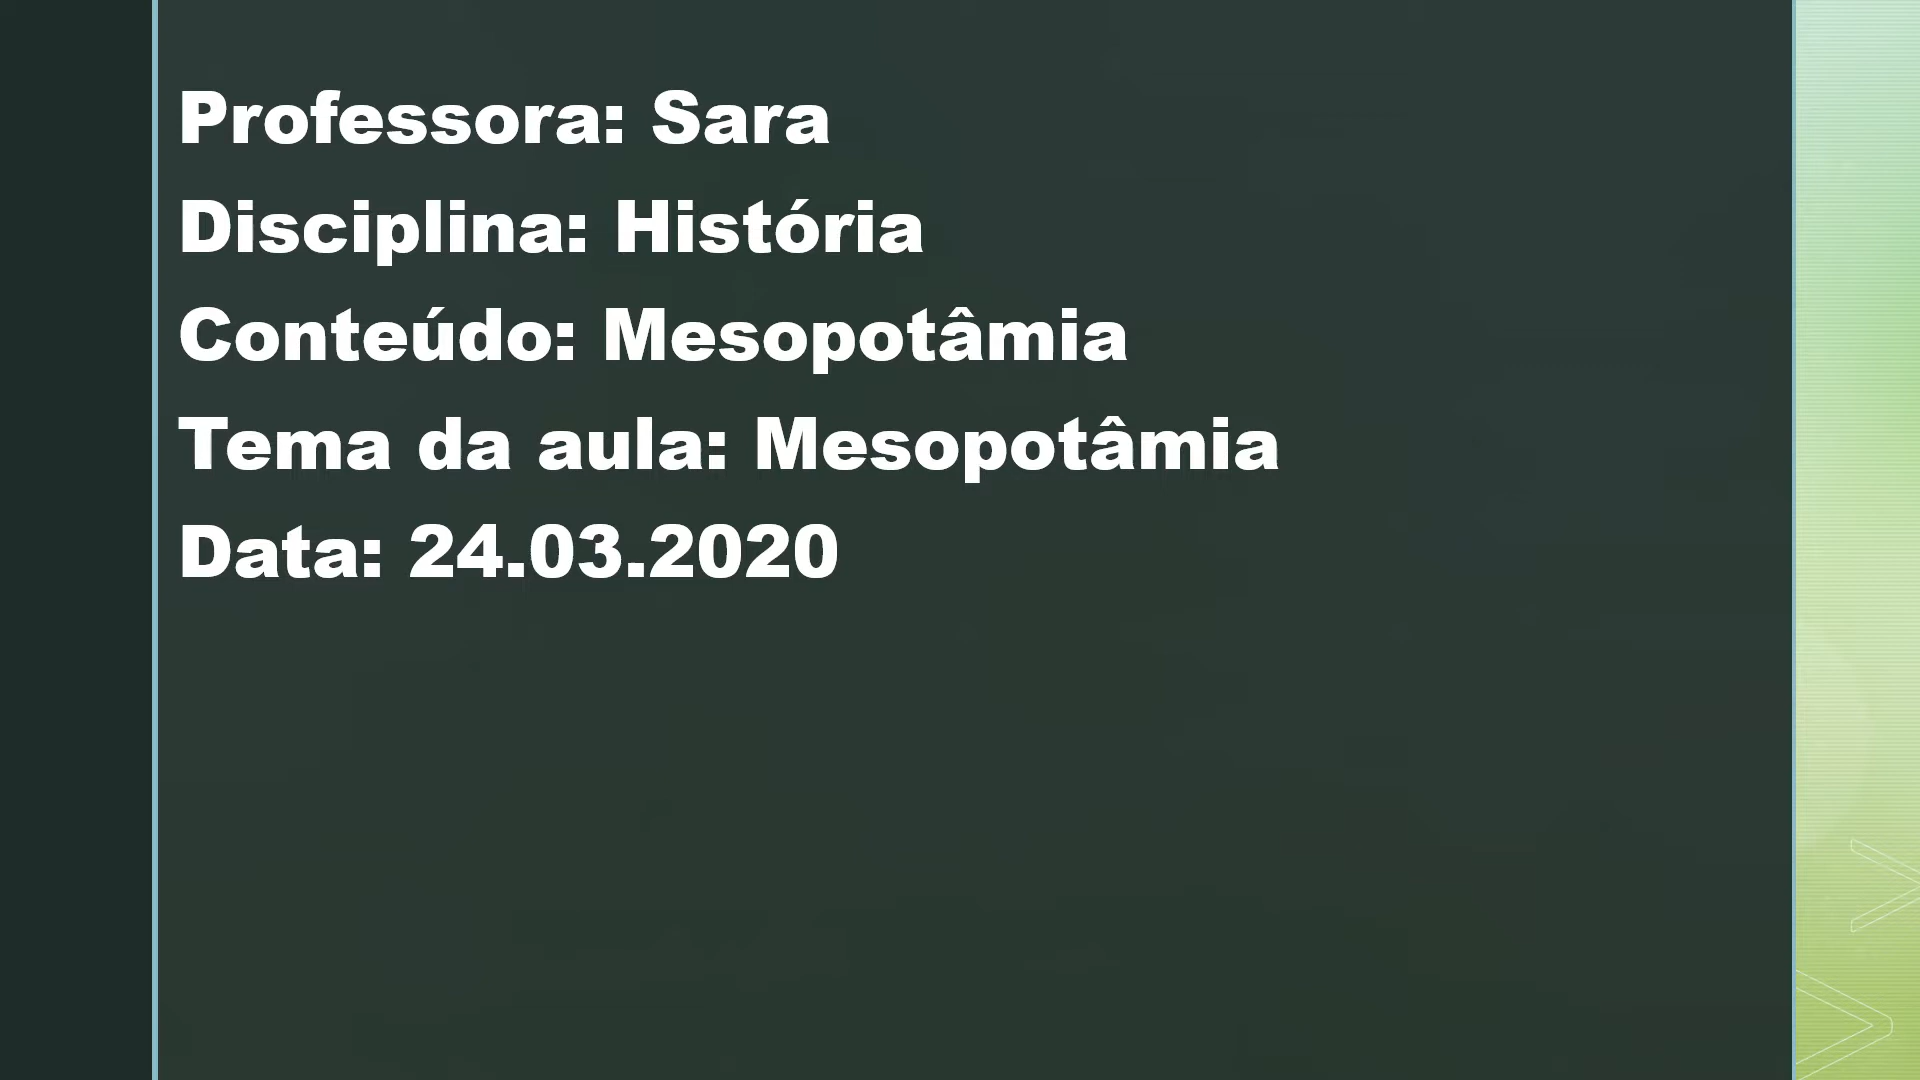 Professora: Sara
Disciplina: História
Conteúdo: Mesopotâmia
Tema da aula: Mesopotâmia
Data: 24.03.2020